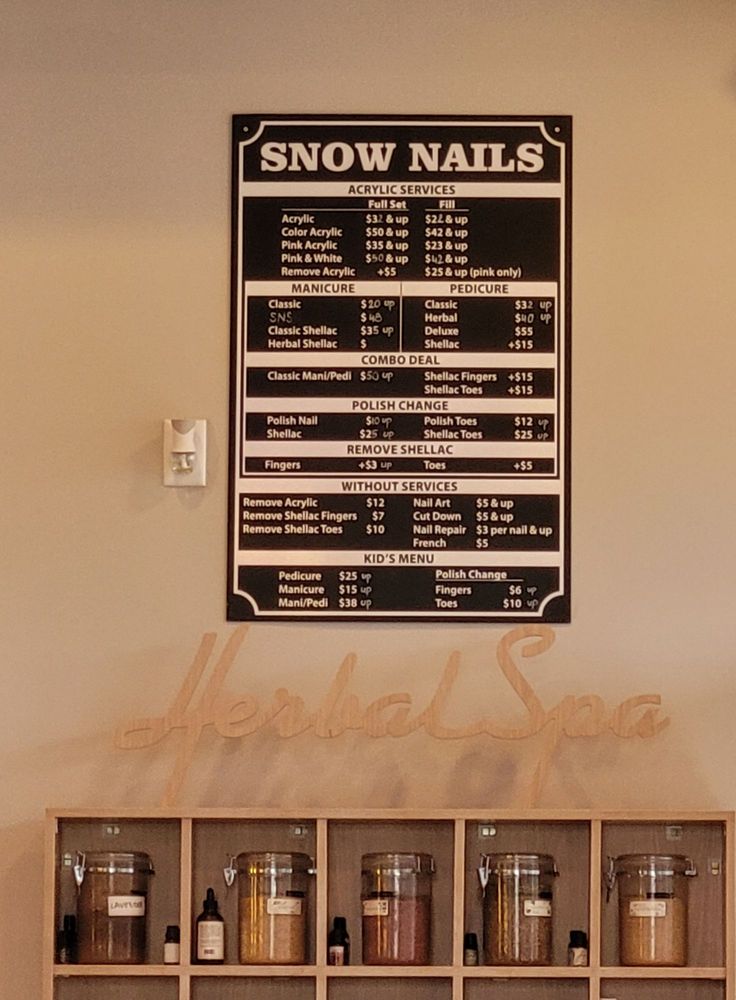 SNOW NAILS
ACRYLIC SERVICES
Full Set Fill
Acrylic $32 & up $22 & up
Color Acrylic $50 & up $42 & up
Pink Acrylic $35 & up $23 & up
Pink & White $50 & up $42 & up
Remove Acrylic +$5 $25 & up (pink only)
MANICURE
Classic $20 up
SNS $48
Classic Shellac $35 up
Herbal Shellac $
PEDICURE
Classic $32 up
Herbal $40 up
Deluxe $55
Shellac +$15
COMBO DEAL
Classic Mani/Pedi $50 up Shellac Fingers +$15
Shellac Toes +$15
POLISH CHANGE
Polish Nail $10 up Polish Toes $12 up
Shellac $25 up Shellac Toes $25 up
REMOVE SHELLAC
Fingers +$3 up Toes +$5
WITHOUT SERVICES
Remove Acrylic $12 Nail Art $5 & up
Remove Shellac Fingers $7 Cut Down $5 & up
Remove Shellac Toes $10 Nail Repair $3 per nail & up
French $5
KID'S MENU
Pedicure $25 up Polish Change
Manicure $15 up Fingers $6 up
Mani/Pedi $38 up Toes $10 up
Herbal Spa
LAVENDER